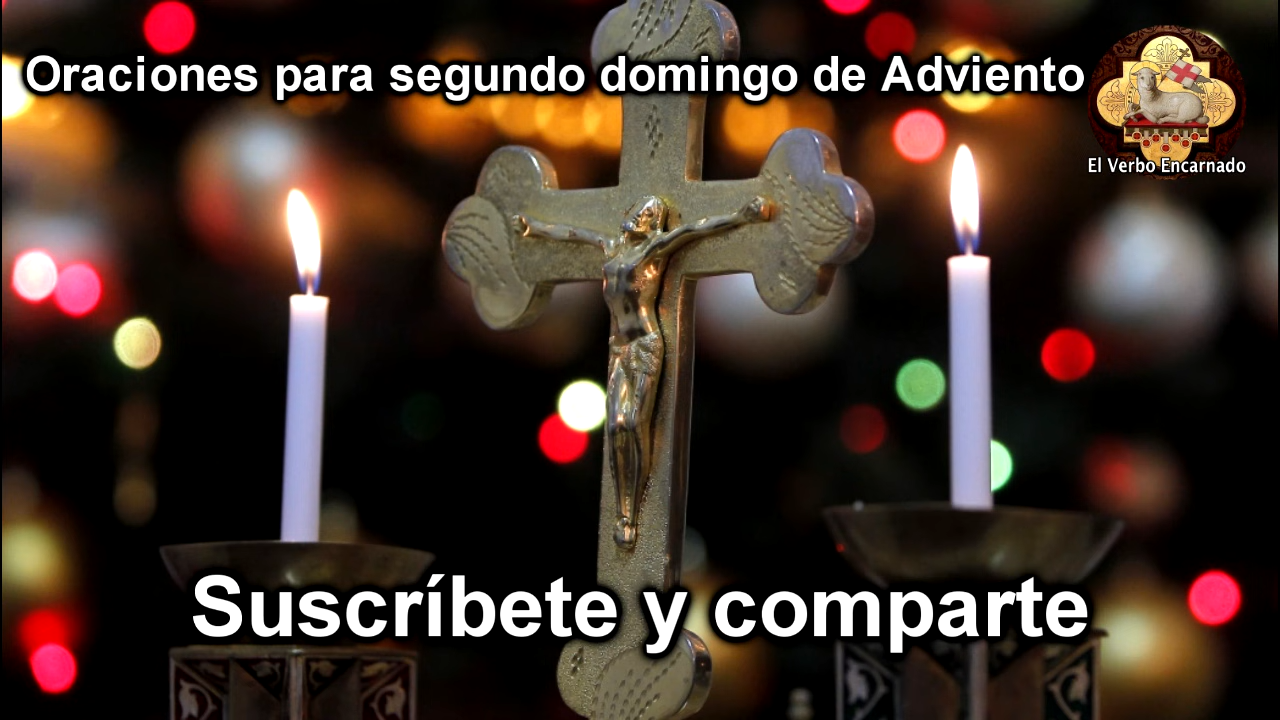 Oraciones para segundo domingo de Adviento
El Verbo Encarnado
Suscríbete y comparte